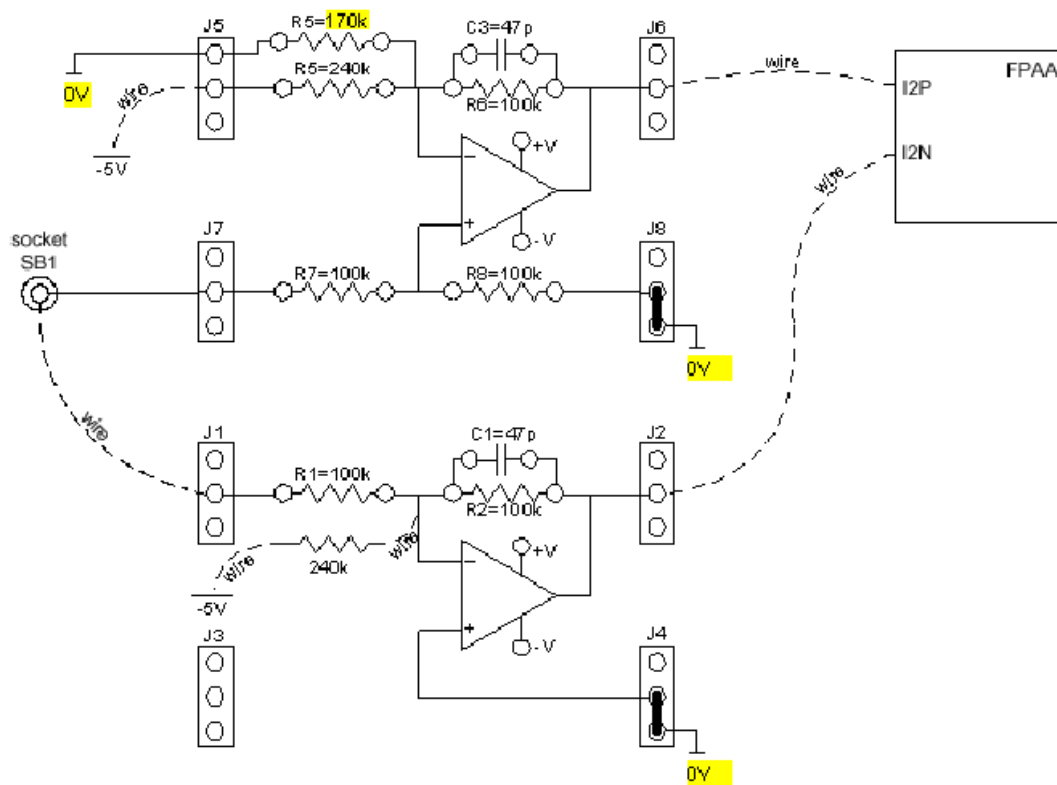 J5
R5=170k
C3=47p
J6
wire
FPAA
0V
wire
R5=240k
R6=100k
I2P
-5V
+V
I2N
-
wire
+
socket
SB1
J7
-V
J8
R7=100k
R8=100k
0V
wire
J1
C1=47p
J2
R1=100k
R2=100k
wire
wire
240k
+V
-5V
-
J3
+
-V
J4
0V